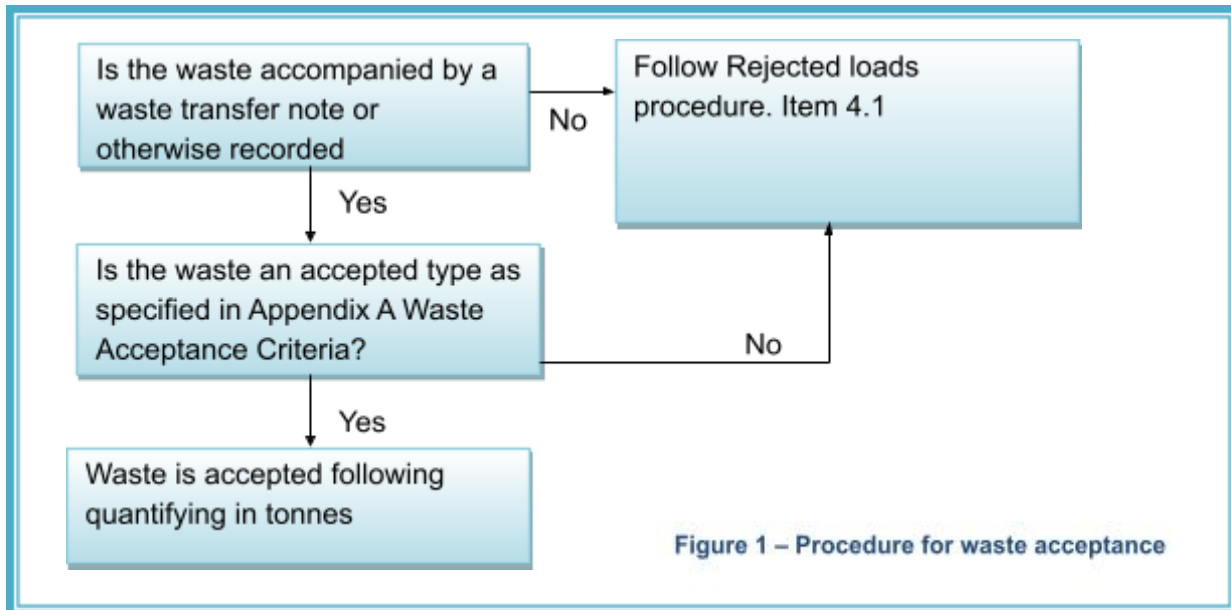 Is the waste accompanied by a
waste transfer note or
otherwise recorded
No
Follow Rejected loads
procedure. Item 4.1
Yes
Is the waste an accepted type as
specified in Appendix A Waste
Acceptance Criteria?
No
Yes
Waste is accepted following
quantifying in tonnes
Figure 1 – Procedure for waste acceptance